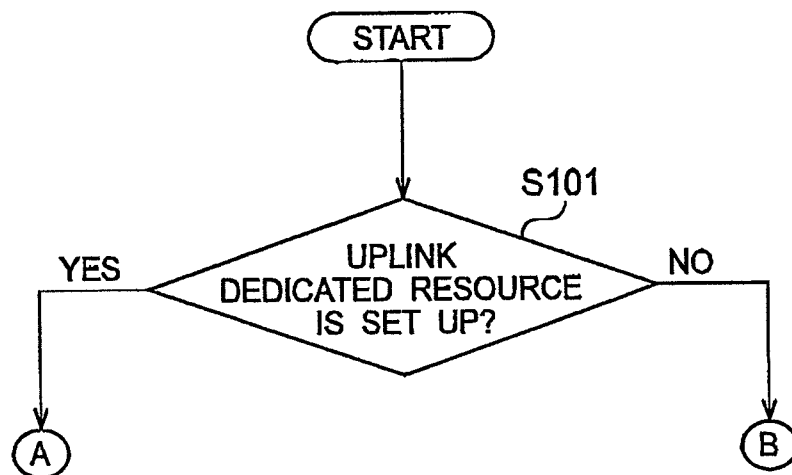 START
S101
YES
UPLINK
DEDICATED RESOURCE
IS SET UP?
NO
A
B